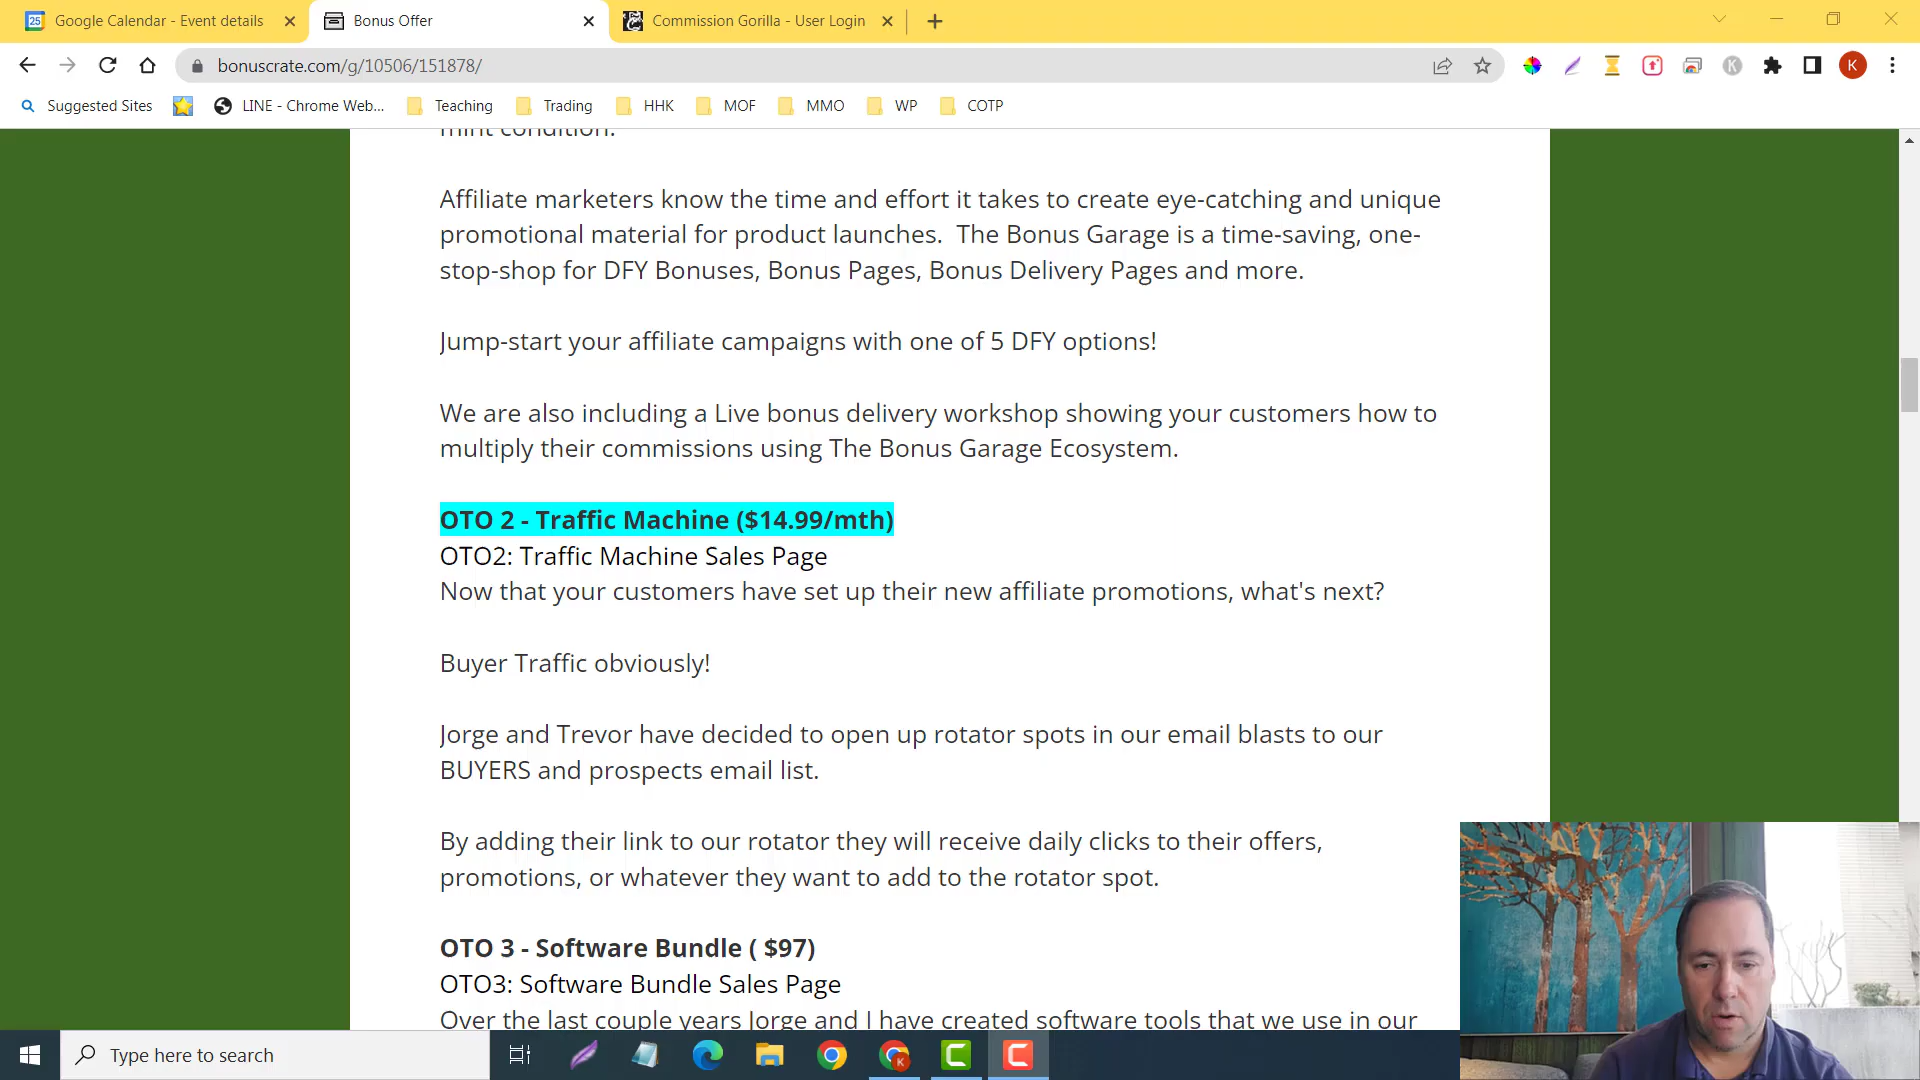 Google Calendar - Event details
Bonus Offer
Commission Gorilla - User Login
bonuscrate.com/g/10506/151878/
K
K
Suggested Sites
LINE - Chrome Web...
Teaching
Trading
HHK
MOF
MMO
WP
COTP
mint condition.
Affiliate marketers know the time and effort it takes to create eye-catching and unique
promotional material for product launches.  The Bonus Garage is a time-saving, one-
stop-shop for DFY Bonuses, Bonus Pages, Bonus Delivery Pages and more.
Jump-start your affiliate campaigns with one of 5 DFY options!
We are also including a Live bonus delivery workshop showing your customers how to
multiply their commissions using The Bonus Garage Ecosystem.
OTO 2 - Traffic Machine ($14.99/mth)
OTO2: Traffic Machine Sales Page
Now that your customers have set up their new affiliate promotions, what's next?
Buyer Traffic obviously!
Jorge and Trevor have decided to open up rotator spots in our email blasts to our
BUYERS and prospects email list.
By adding their link to our rotator they will receive daily clicks to their offers,
promotions, or whatever they want to add to the rotator spot.
OTO 3 - Software Bundle ( $97)
OTO3: Software Bundle Sales Page
Over the last couple years Jorge and I have created software tools that we use in our
Type here to search